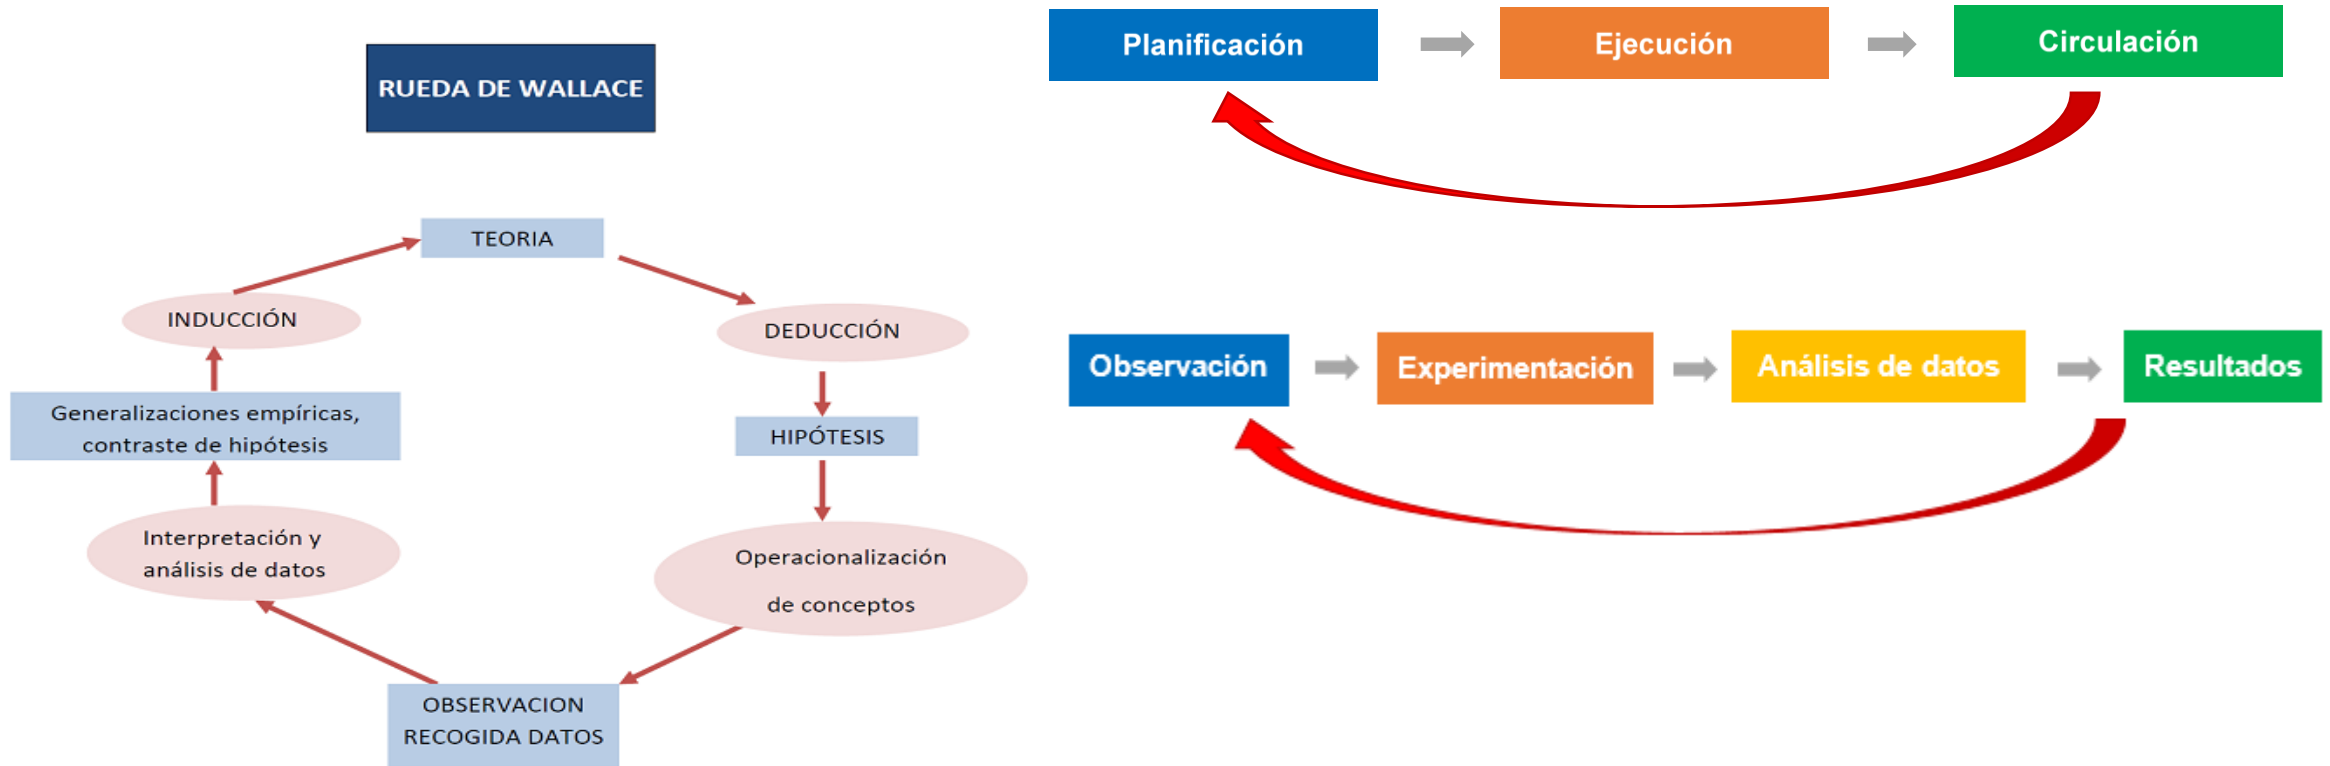 RUEDA DE WALLACE
TEORIA
INDUCCIÓN
DEDUCCIÓN
Generalizaciones empíricas,
contraste de hipótesis
HIPÓTESIS
Interpretación y
análisis de datos
Operacionalización
de conceptos
OBSERVACION
RECOGIDA DATOS
Planificación
Ejecución
Circulación
Observación
Experimentación
Análisis de datos
Resultados